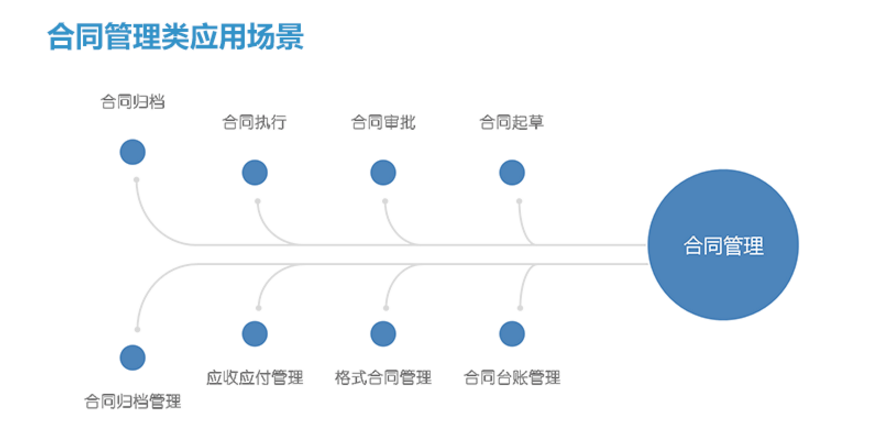 合同管理类应用场景
合同归档
合同执行
合同审批
合同起草
合同管理
应收应付管理
格式合同管理
合同台账管理
合同归档管理